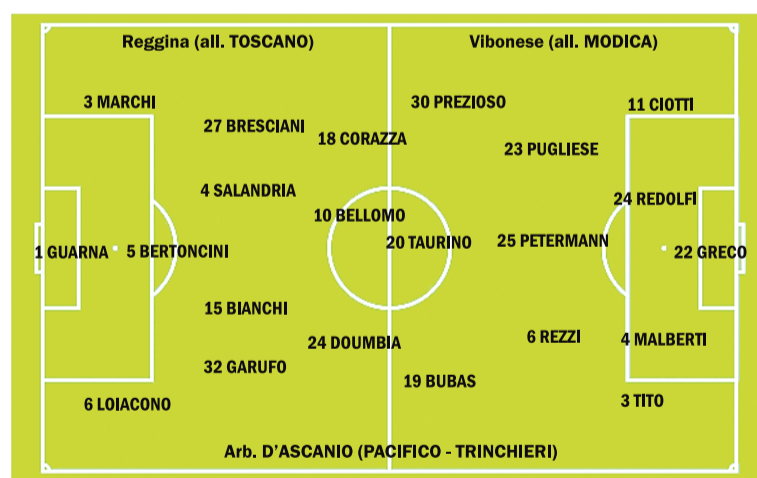 Reggina (all. TOSCANO)
Vibonese (all. MODICA)
3 MARCHI
27 BRESCIANI
18 CORAZZA
4 SALANDRIA
10 BELLOMO
1 GUARNA
5 BERTONCINI
15 BIANCHI
24 DOUMBIA
32 GARUFO
6 LOIACONO
30 PREZIOSO
11 CIOTTI
23 PUGLIESE
24 REDOLFI
20 TAURINO
25 PETERMANN
22 GRECO
6 REZZI
4 MALBERTI
19 BUBAS
3 TITO
Arb. D'ASCANIO (PACIFICO - TRINCHIERI)